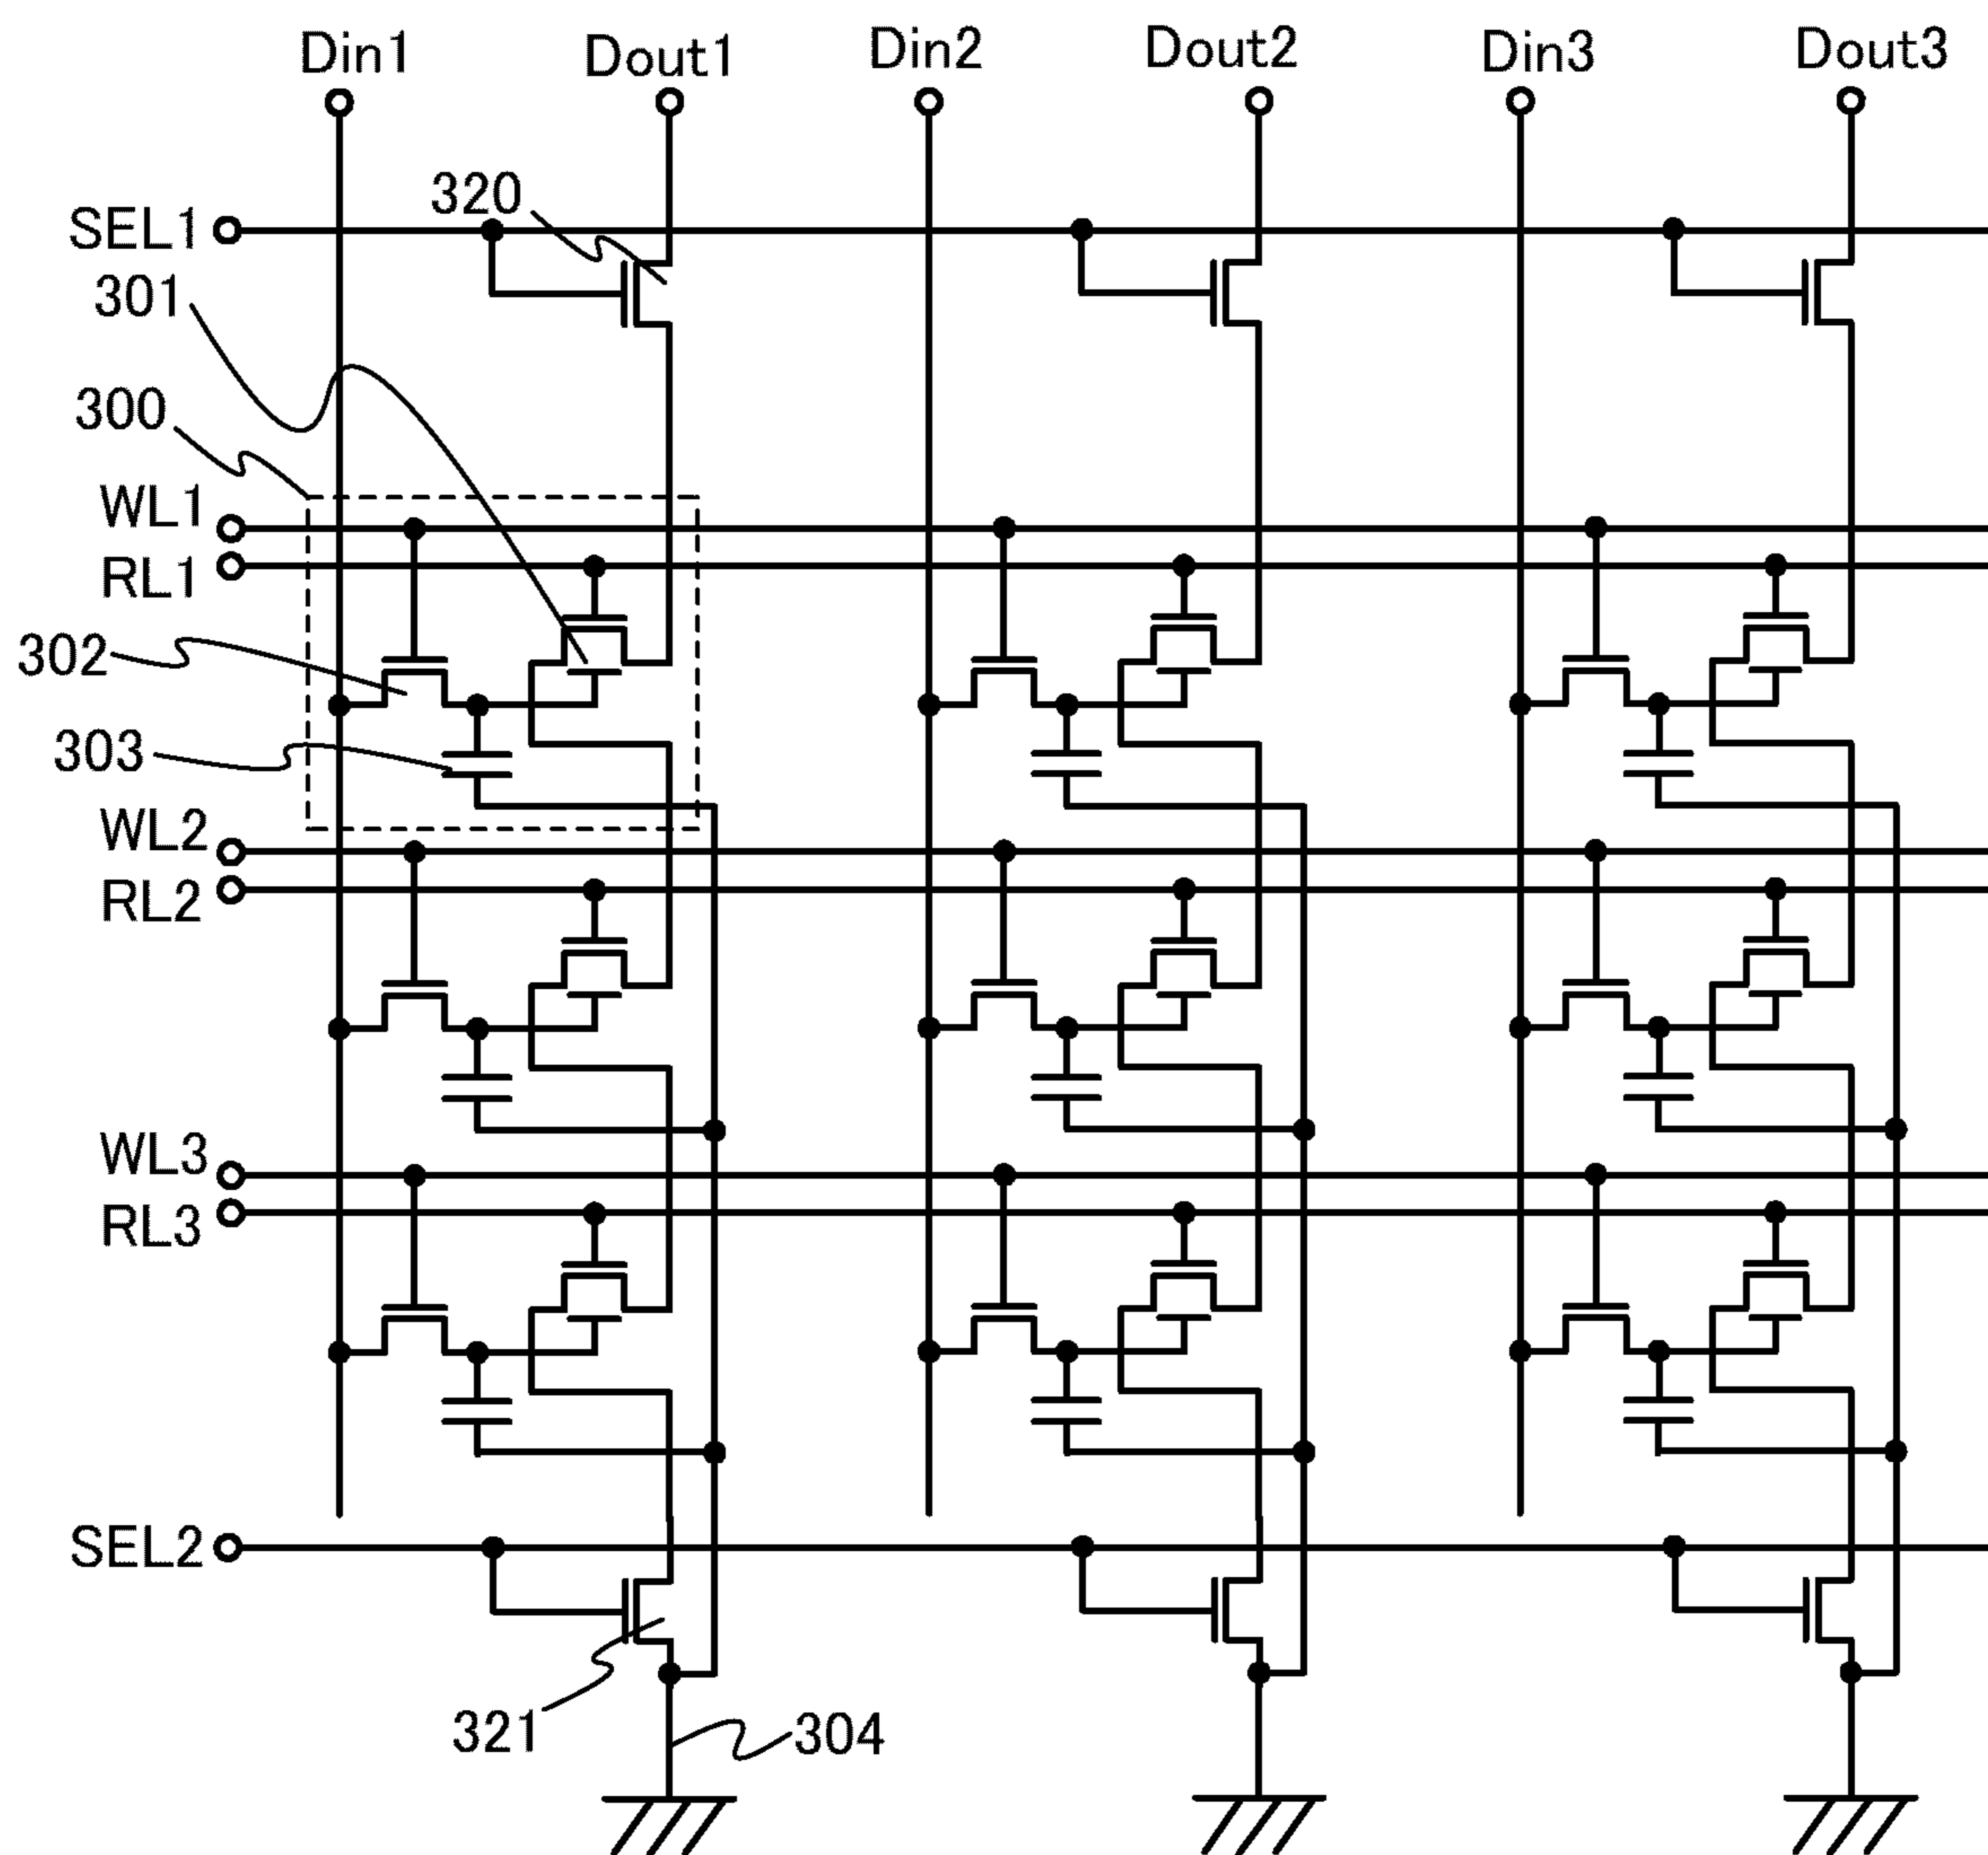 Din1 Dout1 Din2 Dout2 Din3 Dout3
320
SEL1
301
300
WL1
RL1
302
303
WL2
RL2
WL3
RL3
SEL2
321 304